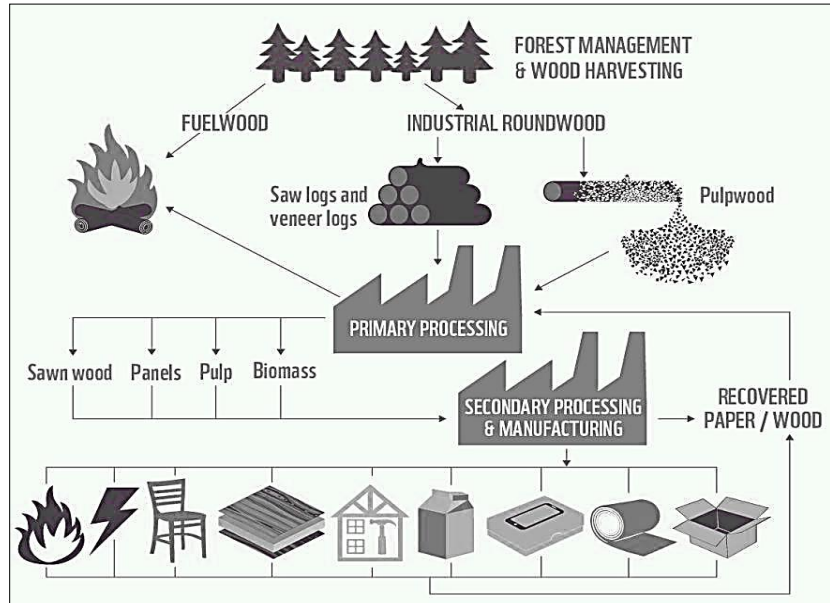 FOREST MANAGEMENT
& WOOD HARVESTING
FUELWOOD
INDUSTRIAL ROUNDWOOD
Saw logs and
veneer logs
Pulpwood
PRIMARY PROCESSING
Sawn wood
Panels
Pulp
Biomass
SECONDARY PROCESSING
& MANUFACTURING
RECOVERED
PAPER / WOOD